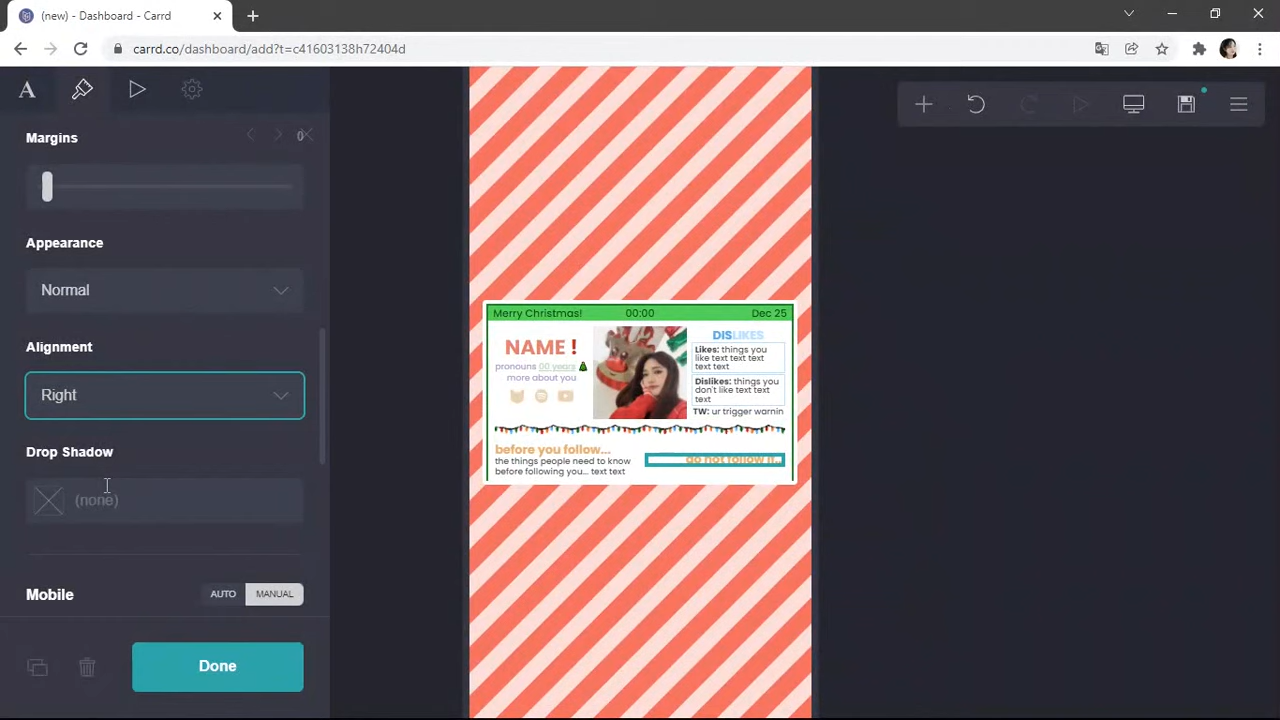 (new) - Dashboard - Carrd
carrd.co/dashboard/add?t=c41603138h72404d
A
Margins
0
Appearance
Normal
Alignment
Right
Drop Shadow
(none)
Mobile
AUTO
MANUAL
Done
Merry Christmas!
00:00
Dec 25
NAME !
pronouns 00 years 🎄
more about you
DISLIKES
Likes: things you
like text text text
text text
Dislikes: things you
don't like text text
text
TW: ur trigger warnin
before you follow...
the things people need to know
before following you... text text
do not follow if...